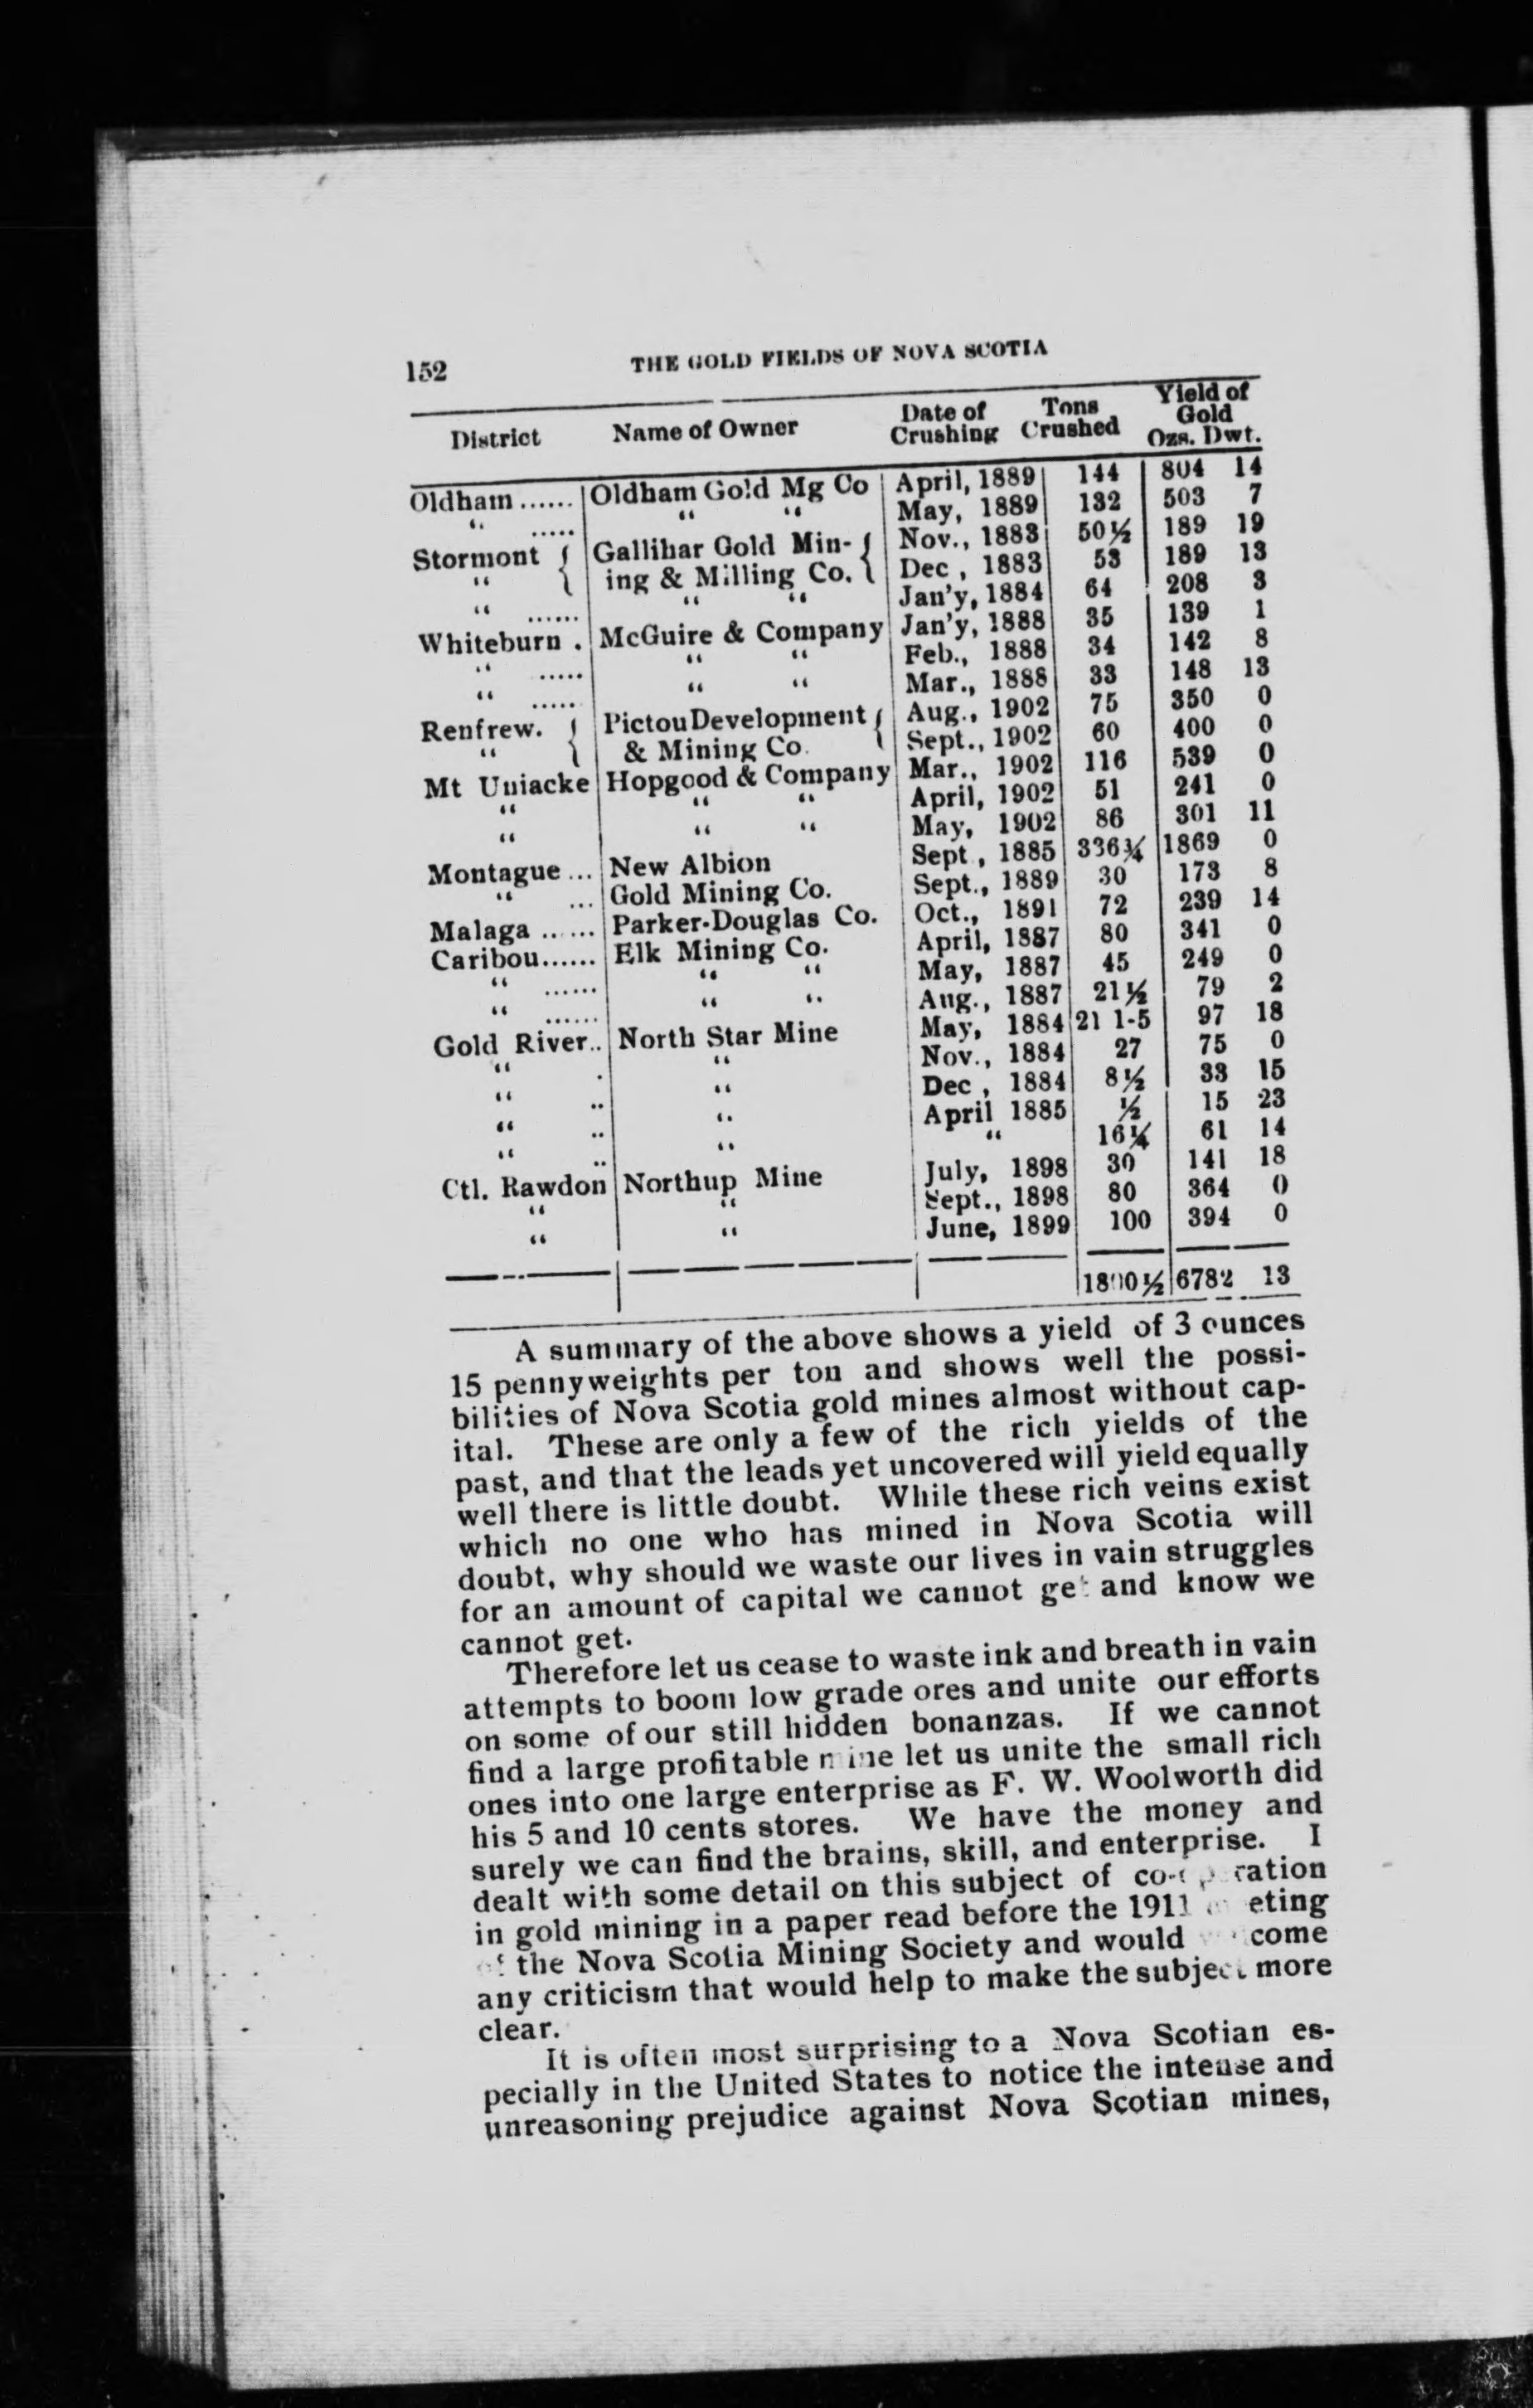 152 THE GOLD FIELDS OF NOVA SCOTIA
District Name of Owner Date of Crushing Tons Crushed Yield of Gold Ozs. Dwt.
Oldham ...... Oldham Gold Mg Co April, 1889 144 804 14
“ ..... “ “ May, 1889 132 503 7
Stormont { Gallihar Gold Min- { Nov., 1883 50½ 189 19
“ { ing & Milling Co. { Dec , 1883 53 189 13
“ ...... “ “ Jan'y, 1884 64 208 3
Whiteburn . McGuire & Company Jan'y, 1888 35 139 1
“ ..... “ “ Feb., 1888 34 142 8
“ ..... “ “ Mar., 1888 33 148 13
Renfrew. { Pictou Development { Aug., 1902 75 350 0
“ { & Mining Co. { Sept., 1902 60 400 0
Mt Uniacke Hopgood & Company Mar., 1902 116 539 0
“ “ “ April, 1902 51 241 0
“ “ “ May, 1902 86 301 11
Montague ... New Albion Sept , 1885 336¾ 1869 0
“ ... Gold Mining Co. Sept., 1889 30 173 8
Malaga ...... Parker-Douglas Co. Oct., 1891 72 239 14
Caribou...... Elk Mining Co. April, 1887 80 341 0
“ ...... “ “ May, 1887 45 249 0
“ ...... “ “ Aug., 1887 21½ 79 2
Gold River.. North Star Mine May, 1884 21 1-5 97 18
“ . “ Nov., 1884 27 75 0
“ .. “ Dec , 1884 8½ 33 15
“ .. “ April 1885 ½ 15 23
“ .. “ “ 16¼ 61 14
Ctl. Rawdon Northup Mine July, 1898 30 141 18
“ “ Sept., 1898 80 364 0
“ “ June, 1899 100 394 0
½ 6782 13
A summary of the above shows a yield of 3 ounces
15 pennyweights per ton and shows well the possi-
bilities of Nova Scotia gold mines almost without cap-
ital. These are only a few of the rich yields of the
past, and that the leads yet uncovered will yield equally
well there is little doubt. While these rich veins exist
which no one who has mined in Nova Scotia will
doubt, why should we waste our lives in vain struggles
for an amount of capital we cannot get and know we
cannot get.
Therefore let us cease to waste ink and breath in vain
attempts to boom low grade ores and unite our efforts
on some of our still hidden bonanzas. If we cannot
find a large profitable mine let us unite the small rich
ones into one large enterprise as F. W. Woolworth did
his 5 and 10 cents stores. We have the money and
surely we can find the brains, skill, and enterprise. I
dealt with some detail on this subject of co-operation
in gold mining in a paper read before the 1911 meeting
of the Nova Scotia Mining Society and would welcome
any criticism that would help to make the subject more
clear.
It is often most surprising to a Nova Scotian es-
pecially in the United States to notice the intense and
unreasoning prejudice against Nova Scotian mines,